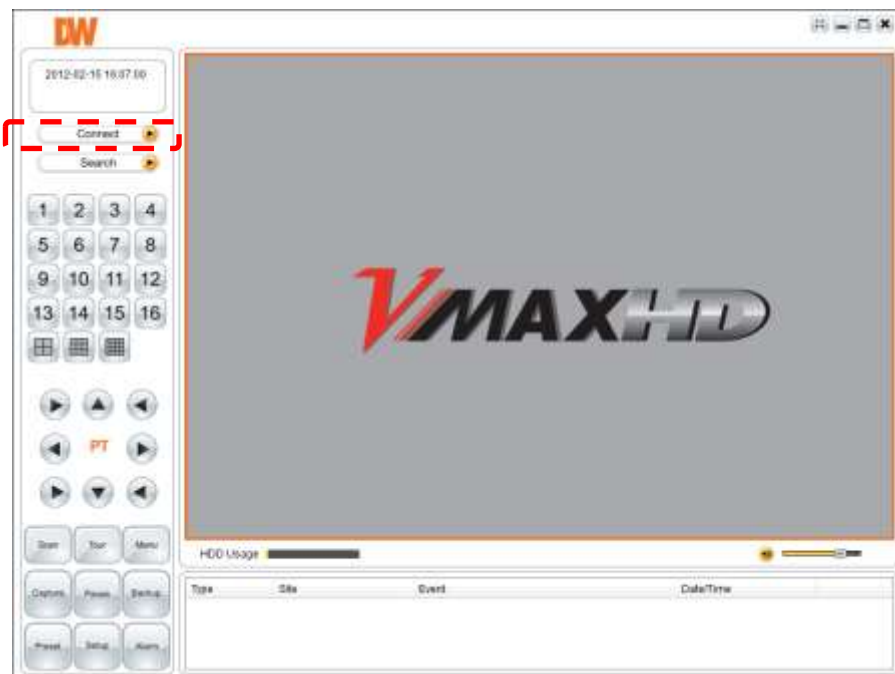 DW
2012-02-15 16:07:00
Connect
Search
1 2 3 4
5 6 7 8
9 10 11 12
13 14 15 16
VMAXHD
PT
Scan Tour Menu
HDD Usage
Capture Power Backup
Type Site Event Date/Time
Preset Setup Alarm